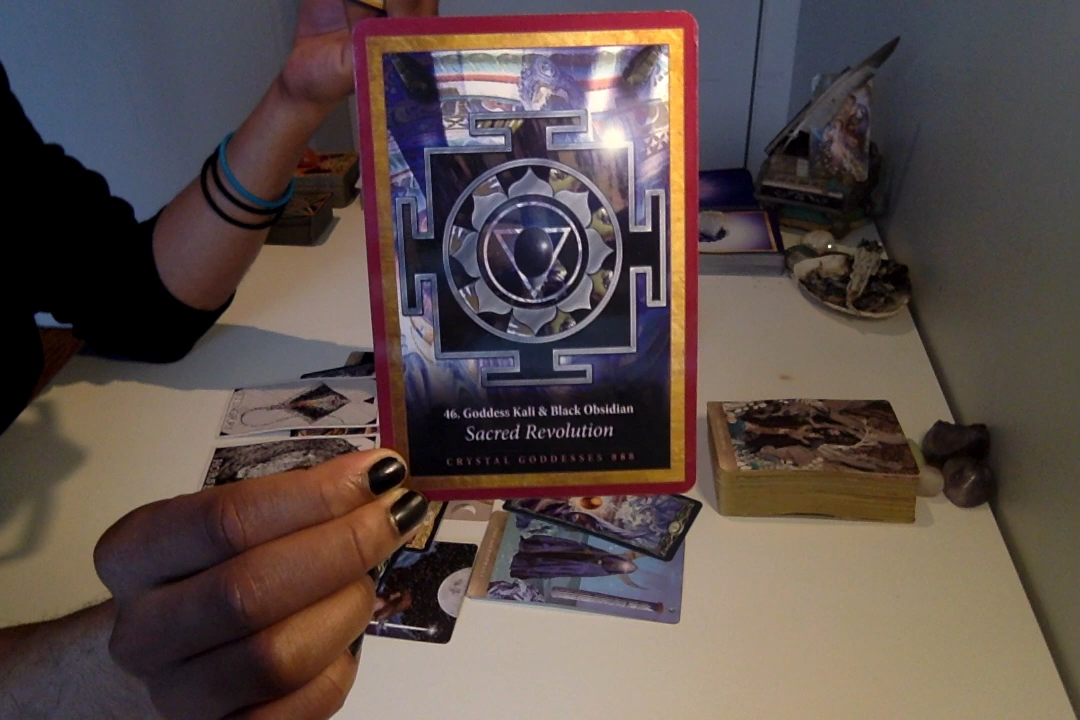 46. Goddess Kali & Black Obsidian
Sacred Revolution
CRYSTAL GODDESSES 888